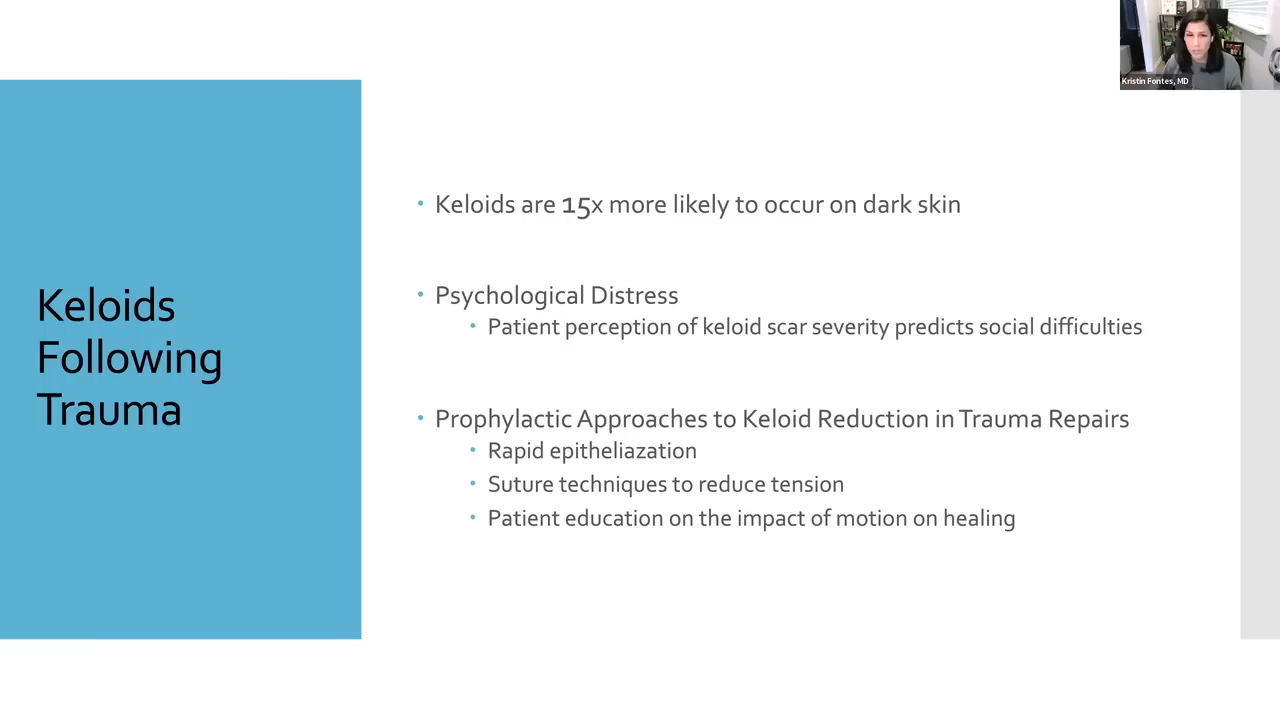 Kristin Fontes, MD
Keloids
Following
Trauma
• Keloids are 15x more likely to occur on dark skin
• Psychological Distress
• Patient perception of keloid scar severity predicts social difficulties
• Prophylactic Approaches to Keloid Reduction in Trauma Repairs
• Rapid epitheliazation
• Suture techniques to reduce tension
• Patient education on the impact of motion on healing